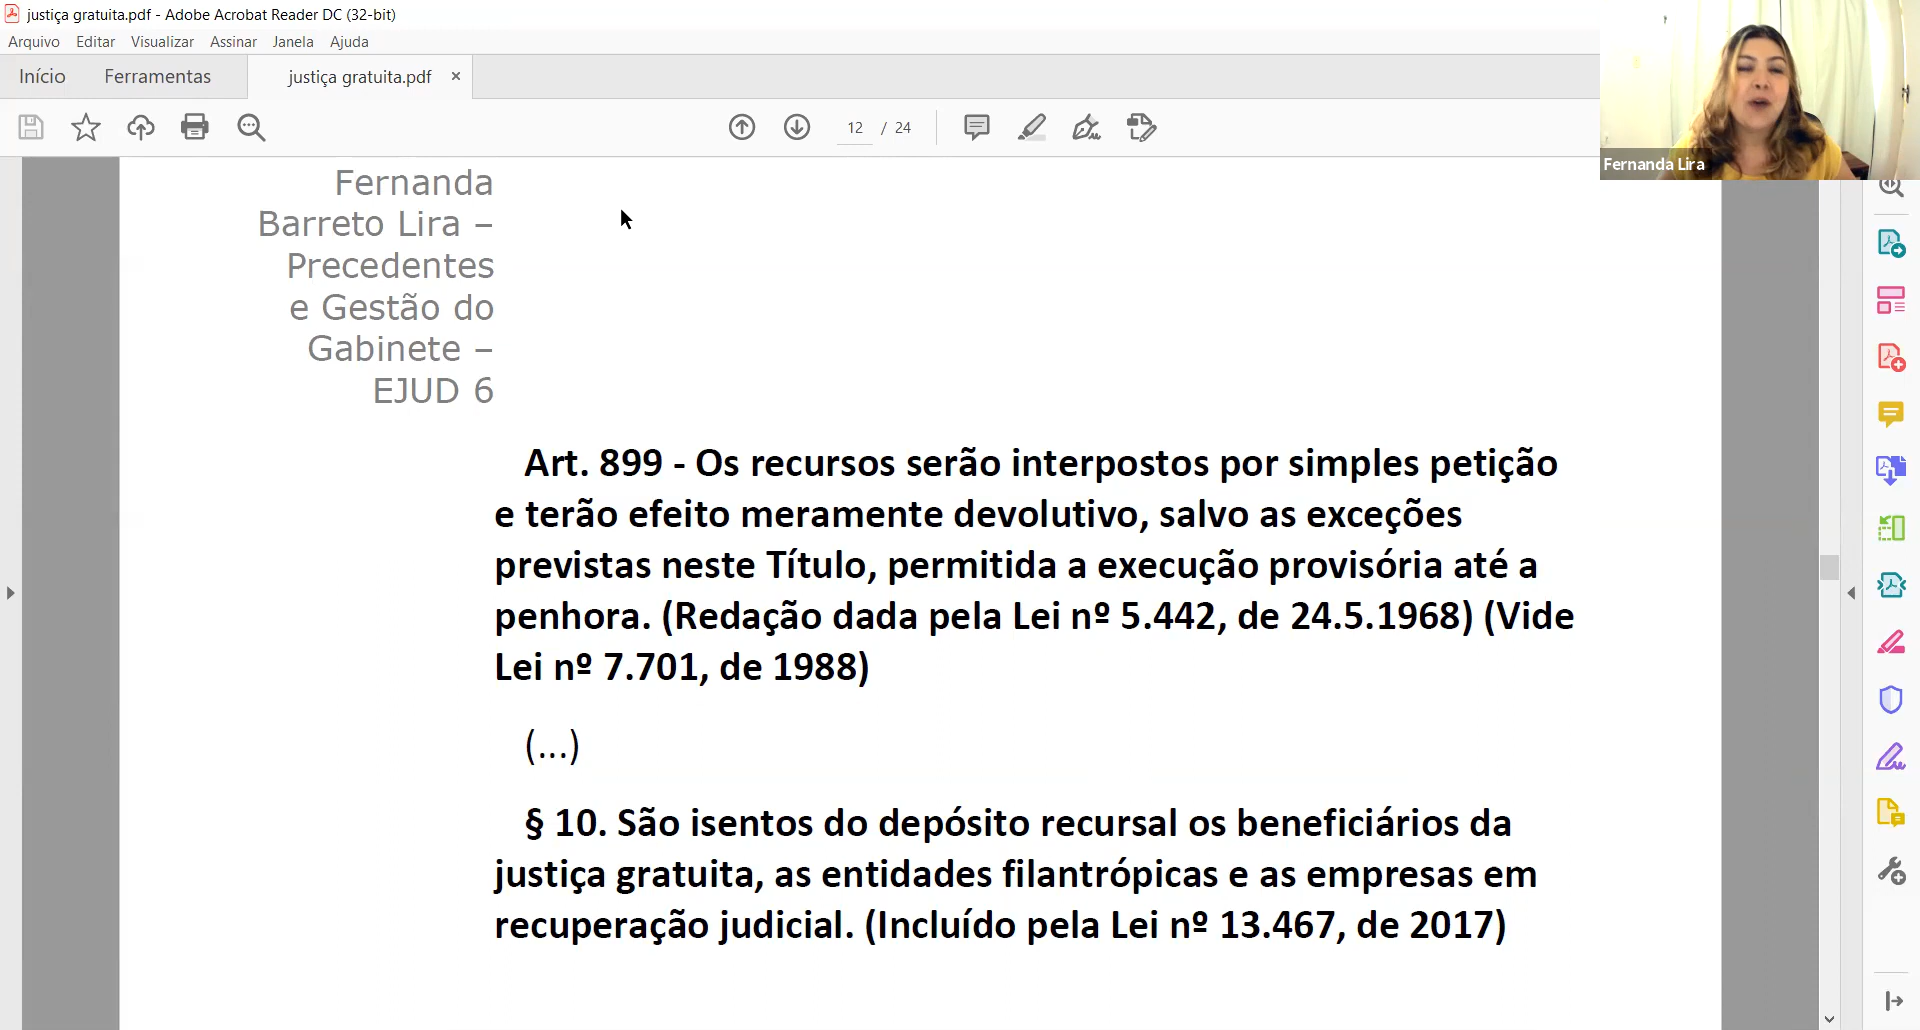 justiça gratuita.pdf - Adobe Acrobat Reader DC (32-bit)
Arquivo Editar Visualizar Assinar Janela Ajuda
Início Ferramentas justiça gratuita.pdf ×
12 / 24
Fernanda Lira
Fernanda
Barreto Lira –
Precedentes
e Gestão do
Gabinete –
EJUD 6
Art. 899 - Os recursos serão interpostos por simples petição
e terão efeito meramente devolutivo, salvo as exceções
previstas neste Título, permitida a execução provisória até a
penhora. (Redação dada pela Lei nº 5.442, de 24.5.1968) (Vide
Lei nº 7.701, de 1988)
(...)
§ 10. São isentos do depósito recursal os beneficiários da
justiça gratuita, as entidades filantrópicas e as empresas em
recuperação judicial. (Incluído pela Lei nº 13.467, de 2017)